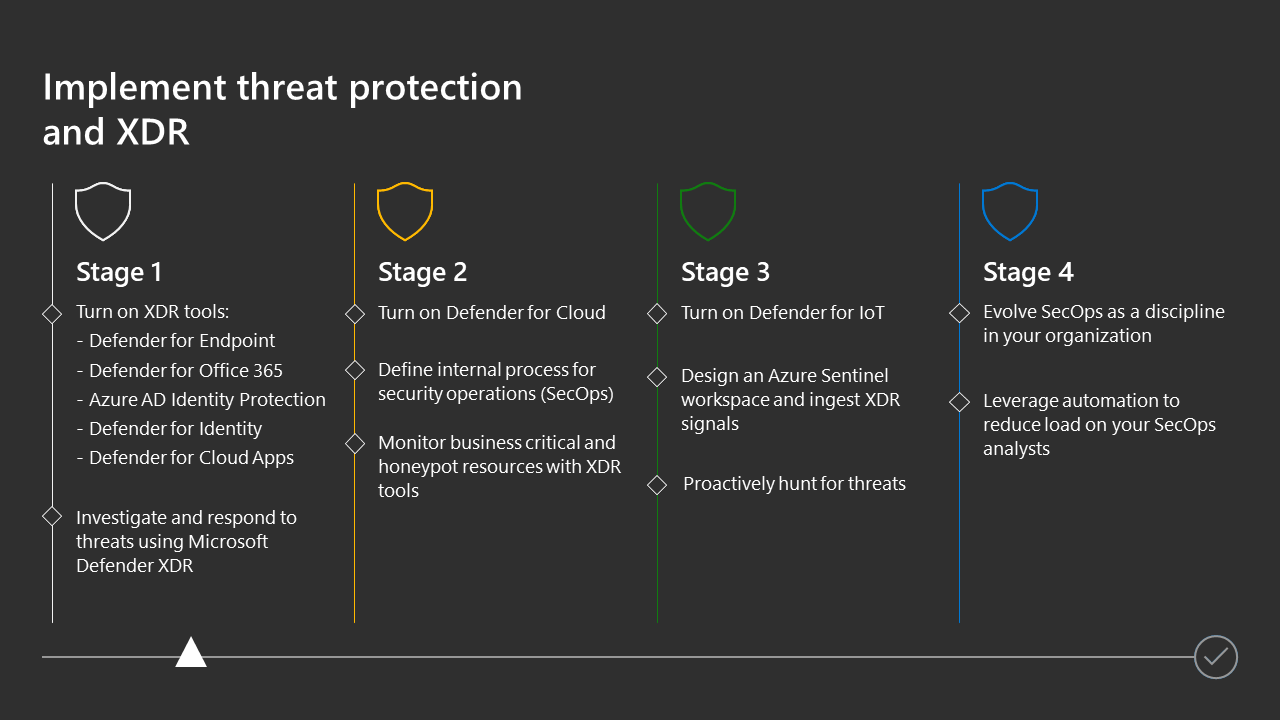 Implement threat protection
and XDR
Stage 1
Turn on XDR tools:
- Defender for Endpoint
- Defender for Office 365
- Azure AD Identity Protection
- Defender for Identity
- Defender for Cloud Apps
Investigate and respond to
threats using Microsoft
Defender XDR
Stage 2
Turn on Defender for Cloud
Define internal process for
security operations (SecOps)
Monitor business critical and
honeypot resources with XDR
tools
Stage 3
Turn on Defender for IoT
Design an Azure Sentinel
workspace and ingest XDR
signals
Proactively hunt for threats
Stage 4
Evolve SecOps as a discipline
in your organization
Leverage automation to
reduce load on your SecOps
analysts